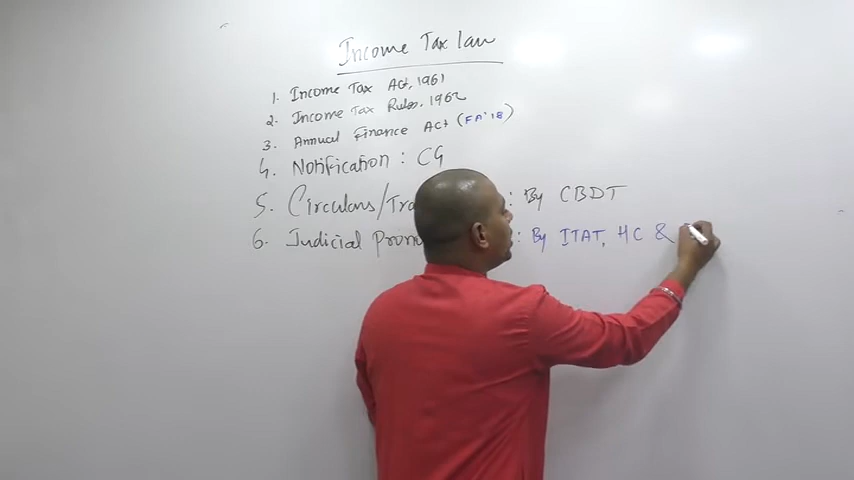 Income Tax law
1. Income Tax Act, 1961
2. Income Tax Rules, 1962
3. Annual Finance Act (FA'18)
4. Notification : CG
5. Circulars/Tra : By CBDT
6. Judicial Pron : By ITAT, HC &